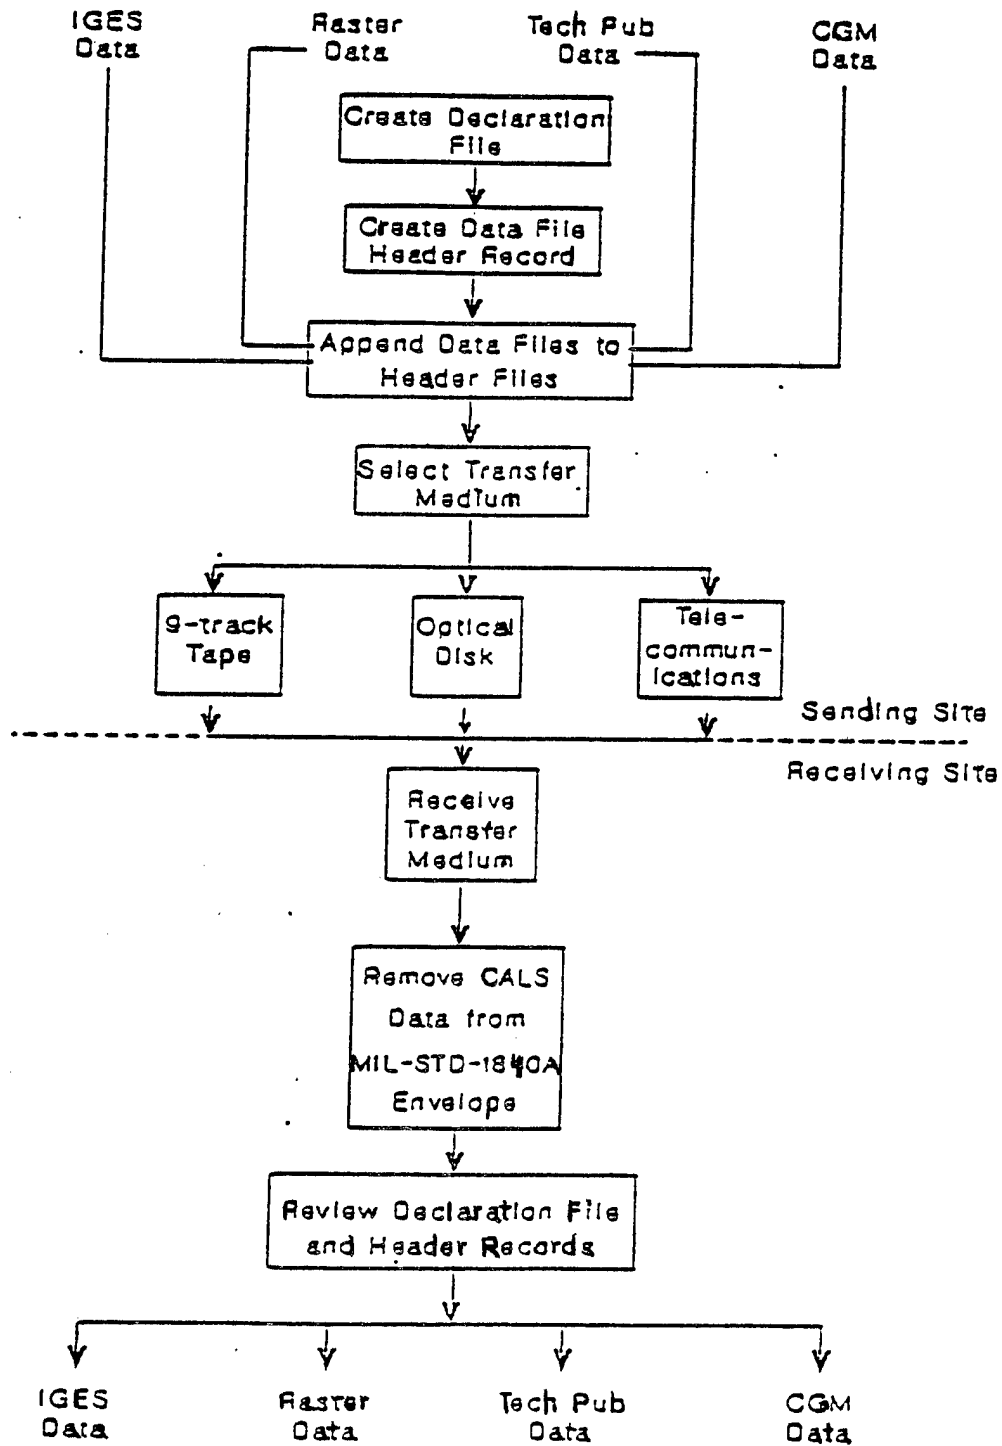 IGES
Data
Raster
Data
Tech Pub
Data
CGM
Data
Create Declaration
File
Create Data File
Header Record
Append Data Files to
Header Files
Select Transfer
Medium
9-track
Tape
Optical
Disk
Tele-
commun-
ications
Sending Site
Receiving Site
Receive
Transfer
Medium
Remove CALS
Data from
MIL-STD-1840A
Envelope
Review Declaration File
and Header Records
IGES
Data
Raster
Data
Tech Pub
Data
CGM
Data